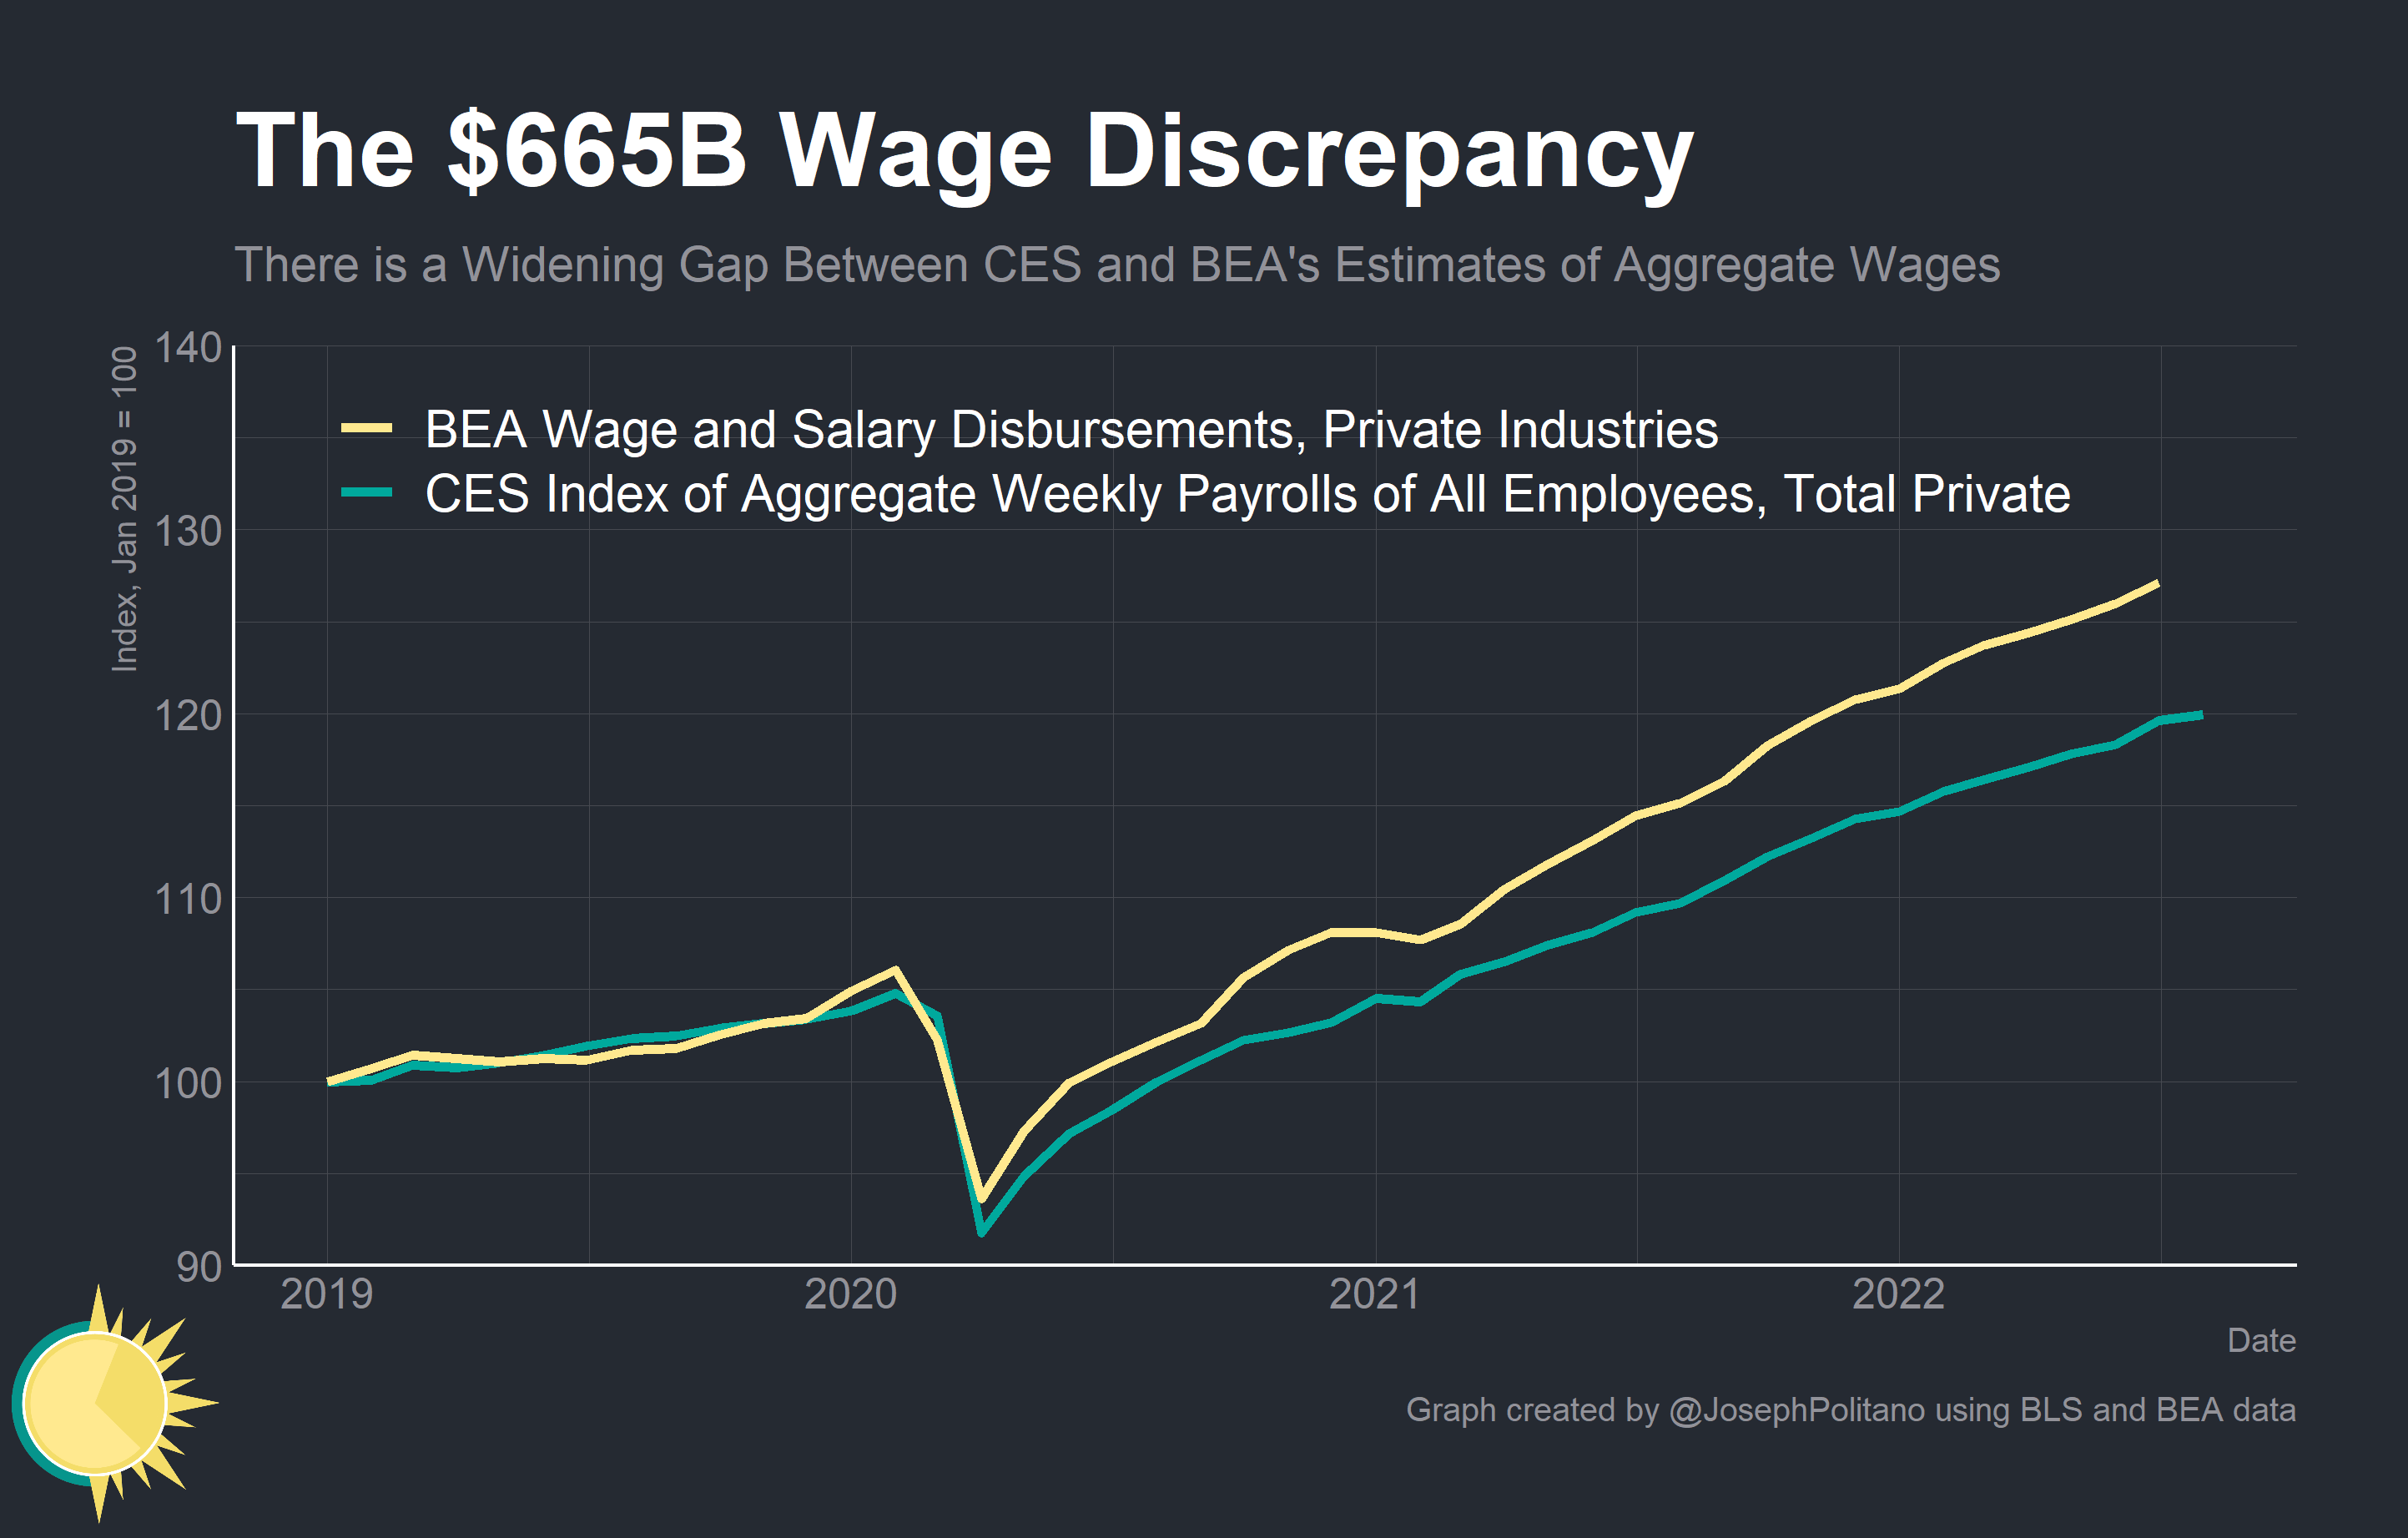 The $665B Wage Discrepancy
There is a Widening Gap Between CES and BEA's Estimates of Aggregate Wages
Index, Jan 2019 = 100
140
130
120
110
100
90
BEA Wage and Salary Disbursements, Private Industries
CES Index of Aggregate Weekly Payrolls of All Employees, Total Private
2019
2020
2021
2022
Date
Graph created by @JosephPolitano using BLS and BEA data